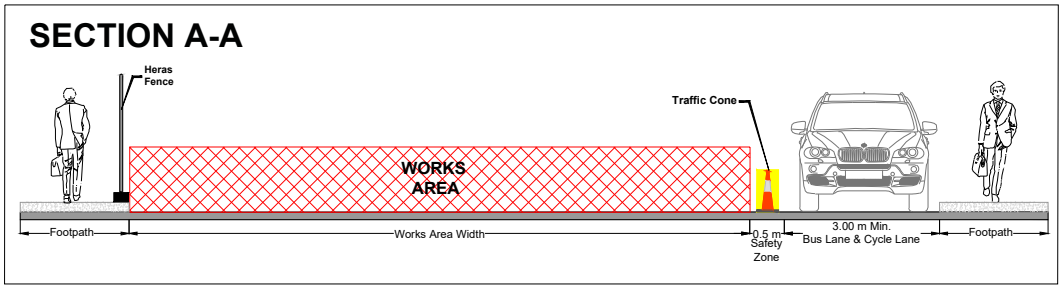 SECTION A-A
Heras
Fence
Traffic Cone
WORKS
AREA
Footpath
Works Area Width
0.5 m
Safety
Zone
3.00 m Min.
Bus Lane & Cycle Lane
Footpath